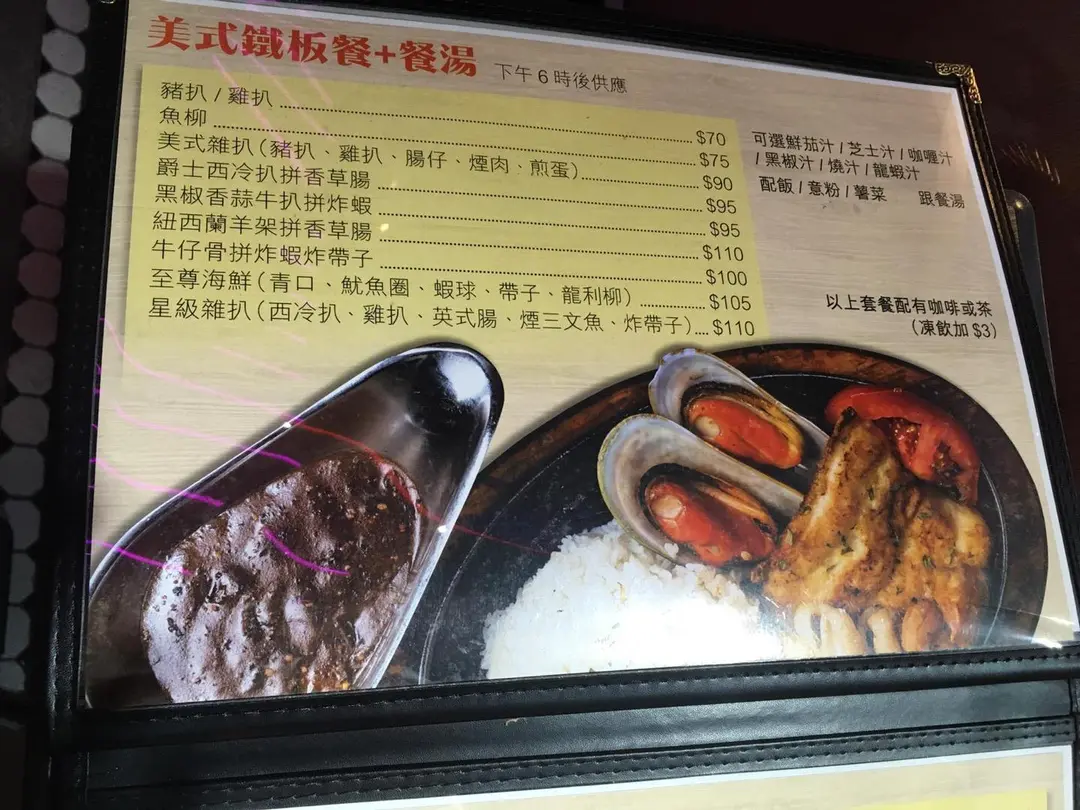 美式鐵板餐+餐湯 下午6時後供應
豬扒 / 雞扒 $70
魚柳 $75
美式雜扒(豬扒、雞扒、腸仔、煙肉、煎蛋) $90
爵士西冷扒拼香草腸 $95
黑椒香蒜牛扒拼炸蝦 $95
紐西蘭羊架拼香草腸 $110
牛仔骨拼炸蝦炸帶子 $100
至尊海鮮(青口、魷魚圈、蝦球、帶子、龍利柳) $105
星級雜扒(西冷扒、雞扒、英式腸、煙三文魚、炸帶子) $110
可選鮮茄汁 / 芝士汁 / 咖喱汁
/ 黑椒汁 / 燒汁 / 龍蝦汁
配飯 / 意粉 / 薯菜 跟餐湯
以上套餐配有咖啡或茶
(凍飲加 $3)